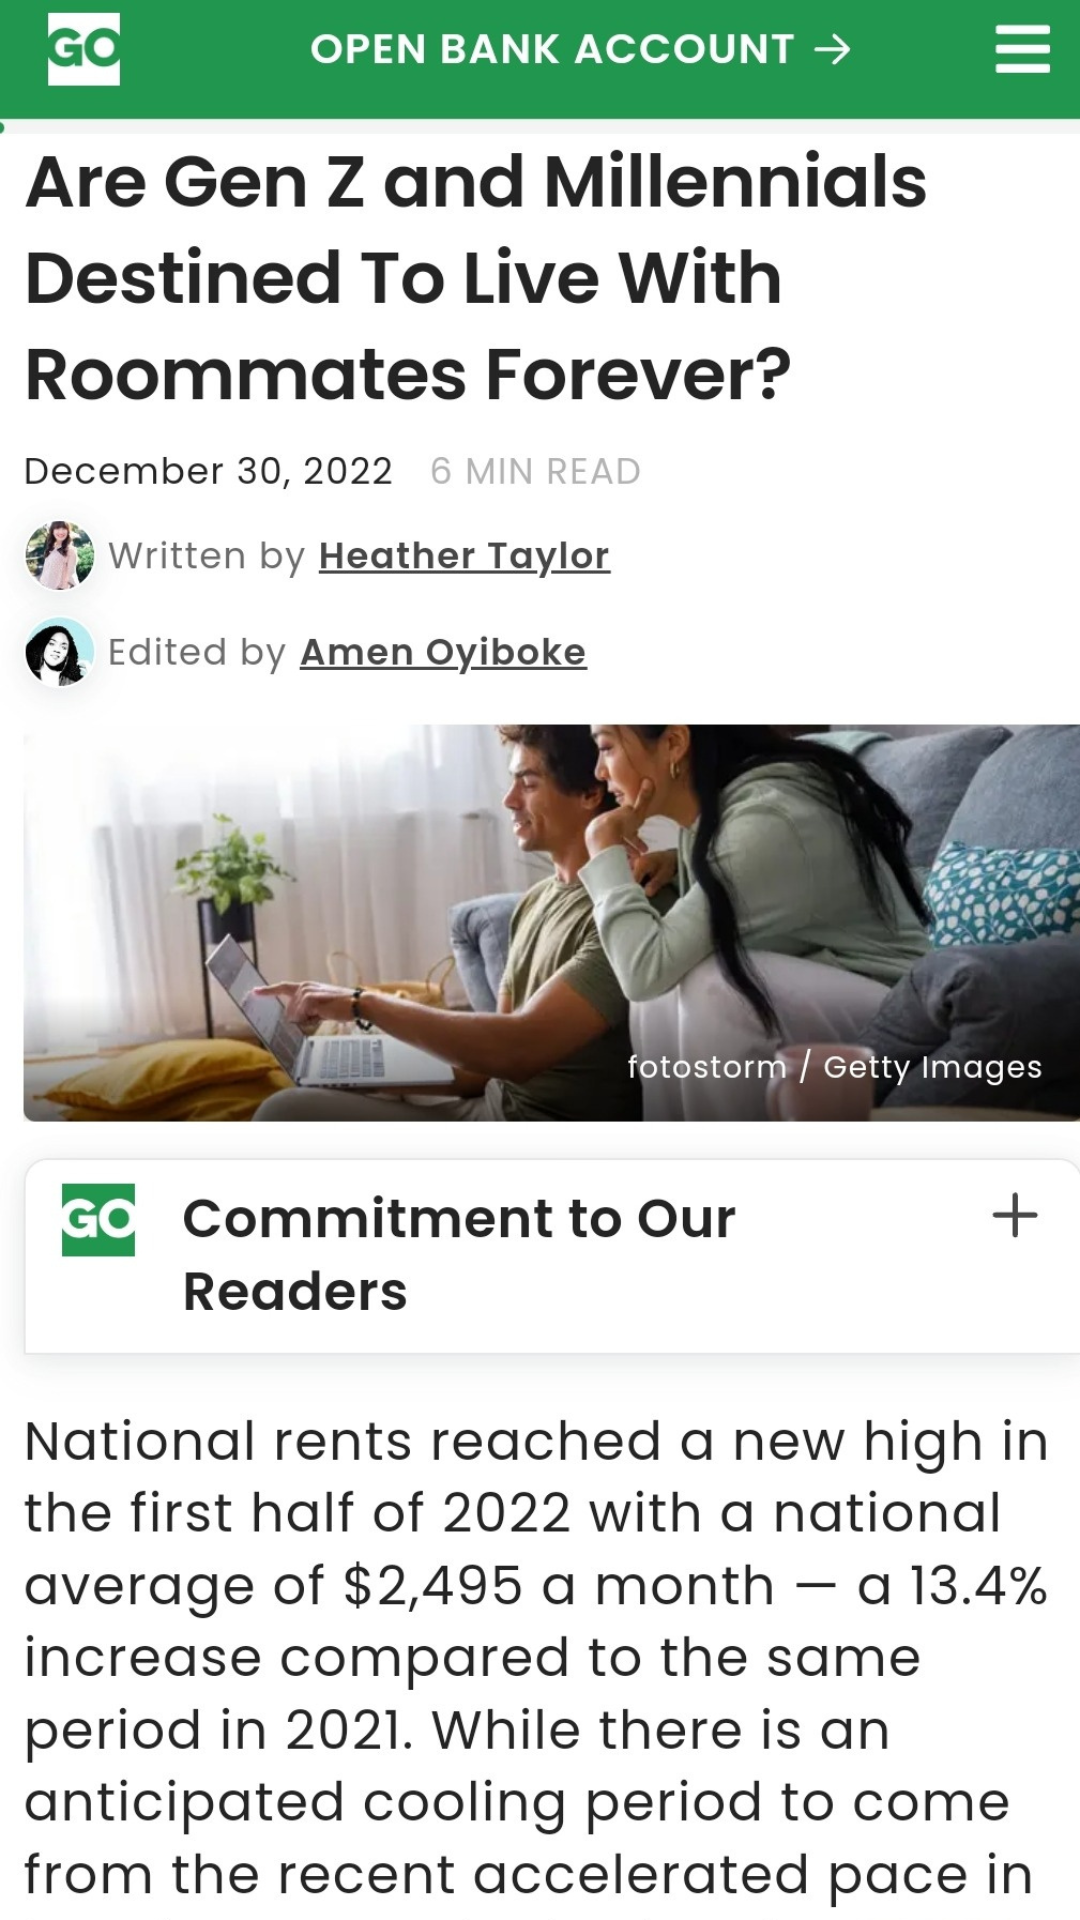 GO
OPEN BANK ACCOUNT →
Are Gen Z and Millennials
Destined To Live With
Roommates Forever?
December 30, 2022 6 MIN READ
Written by Heather Taylor
Edited by Amen Oyiboke
fotostorm / Getty Images
GO
Commitment to Our
Readers
National rents reached a new high in
the first half of 2022 with a national
average of $2,495 a month — a 13.4%
increase compared to the same
period in 2021. While there is an
anticipated cooling period to come
from the recent accelerated pace in